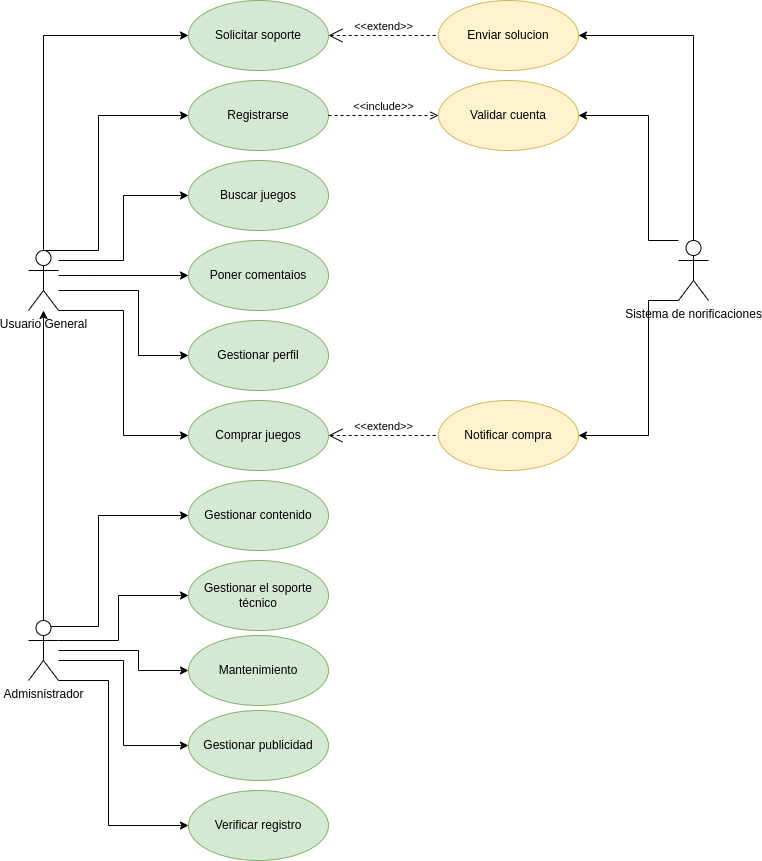 Solicitar soporte
<<extend>>
Enviar solucion
Registrarse
<<include>>
Validar cuenta
Buscar juegos
Poner comentaios
Usuario General
Sistema de norificaciones
Gestionar perfil
Comprar juegos
<<extend>>
Notificar compra
Gestionar contenido
Gestionar el soporte
técnico
Mantenimiento
Admisnistrador
Gestionar publicidad
Verificar registro